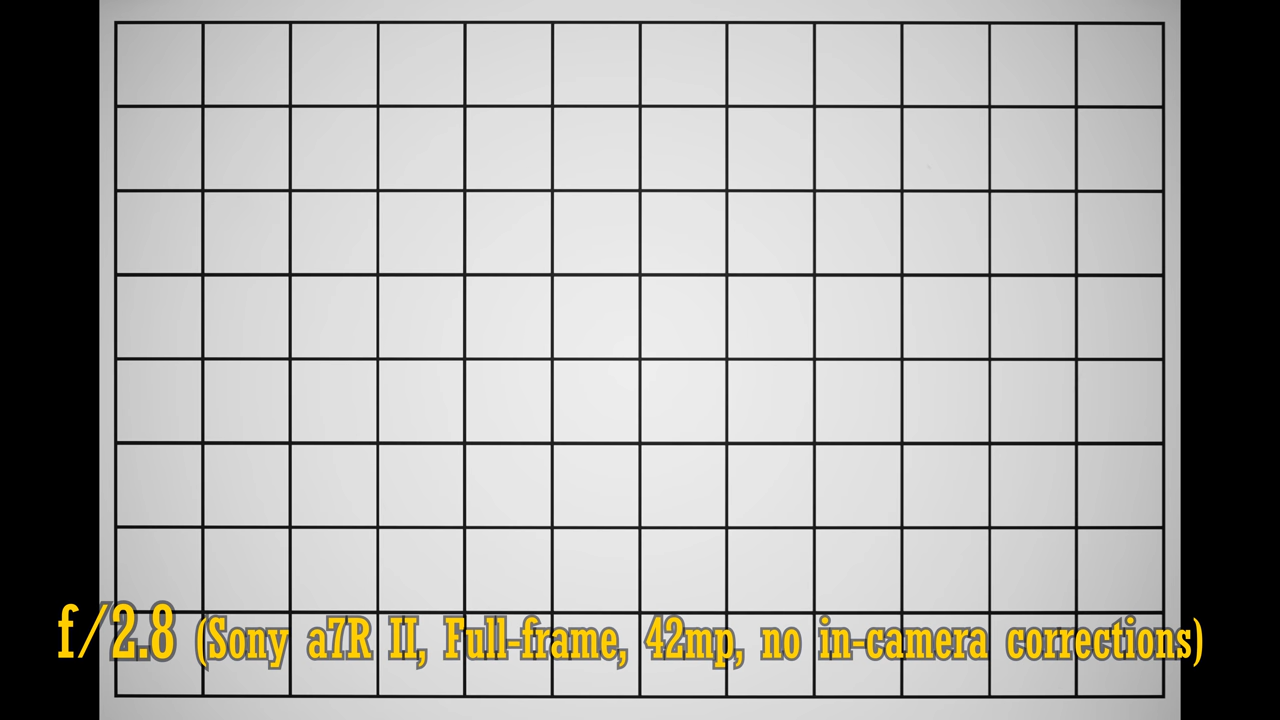 f/2.8 (Sony a7R II, Full-frame, 42mp, no in-camera corrections)